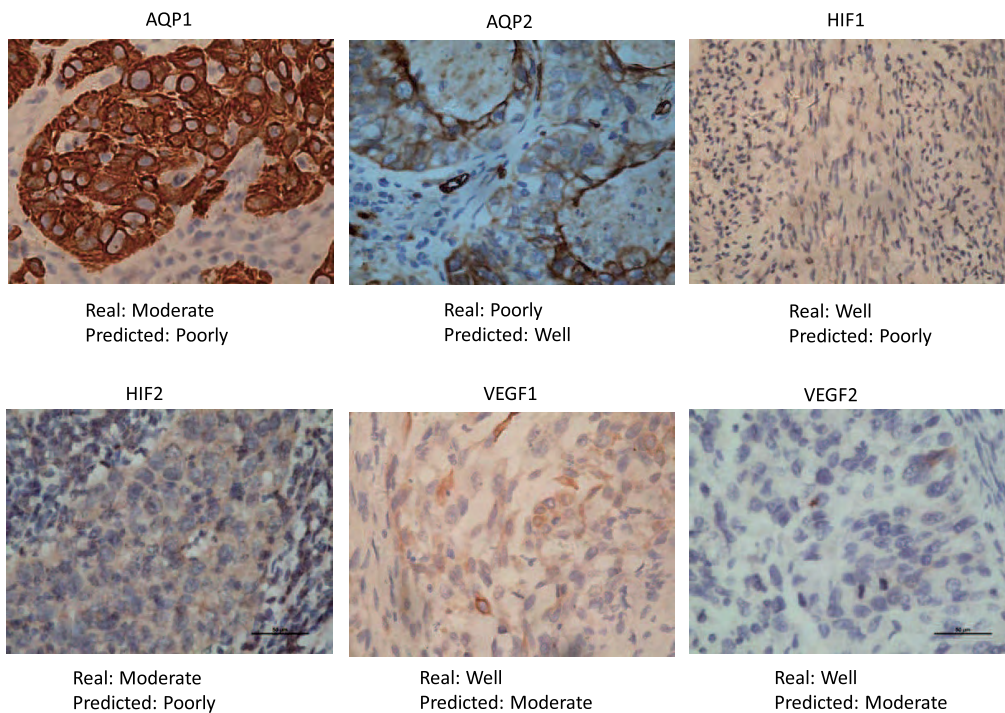 AQP1
AQP2
HIF1
Real: Moderate
Predicted: Poorly
Real: Poorly
Predicted: Well
Real: Well
Predicted: Poorly
HIF2
VEGF1
VEGF2
Real: Moderate
Predicted: Poorly
Real: Well
Predicted: Moderate
Real: Well
Predicted: Moderate